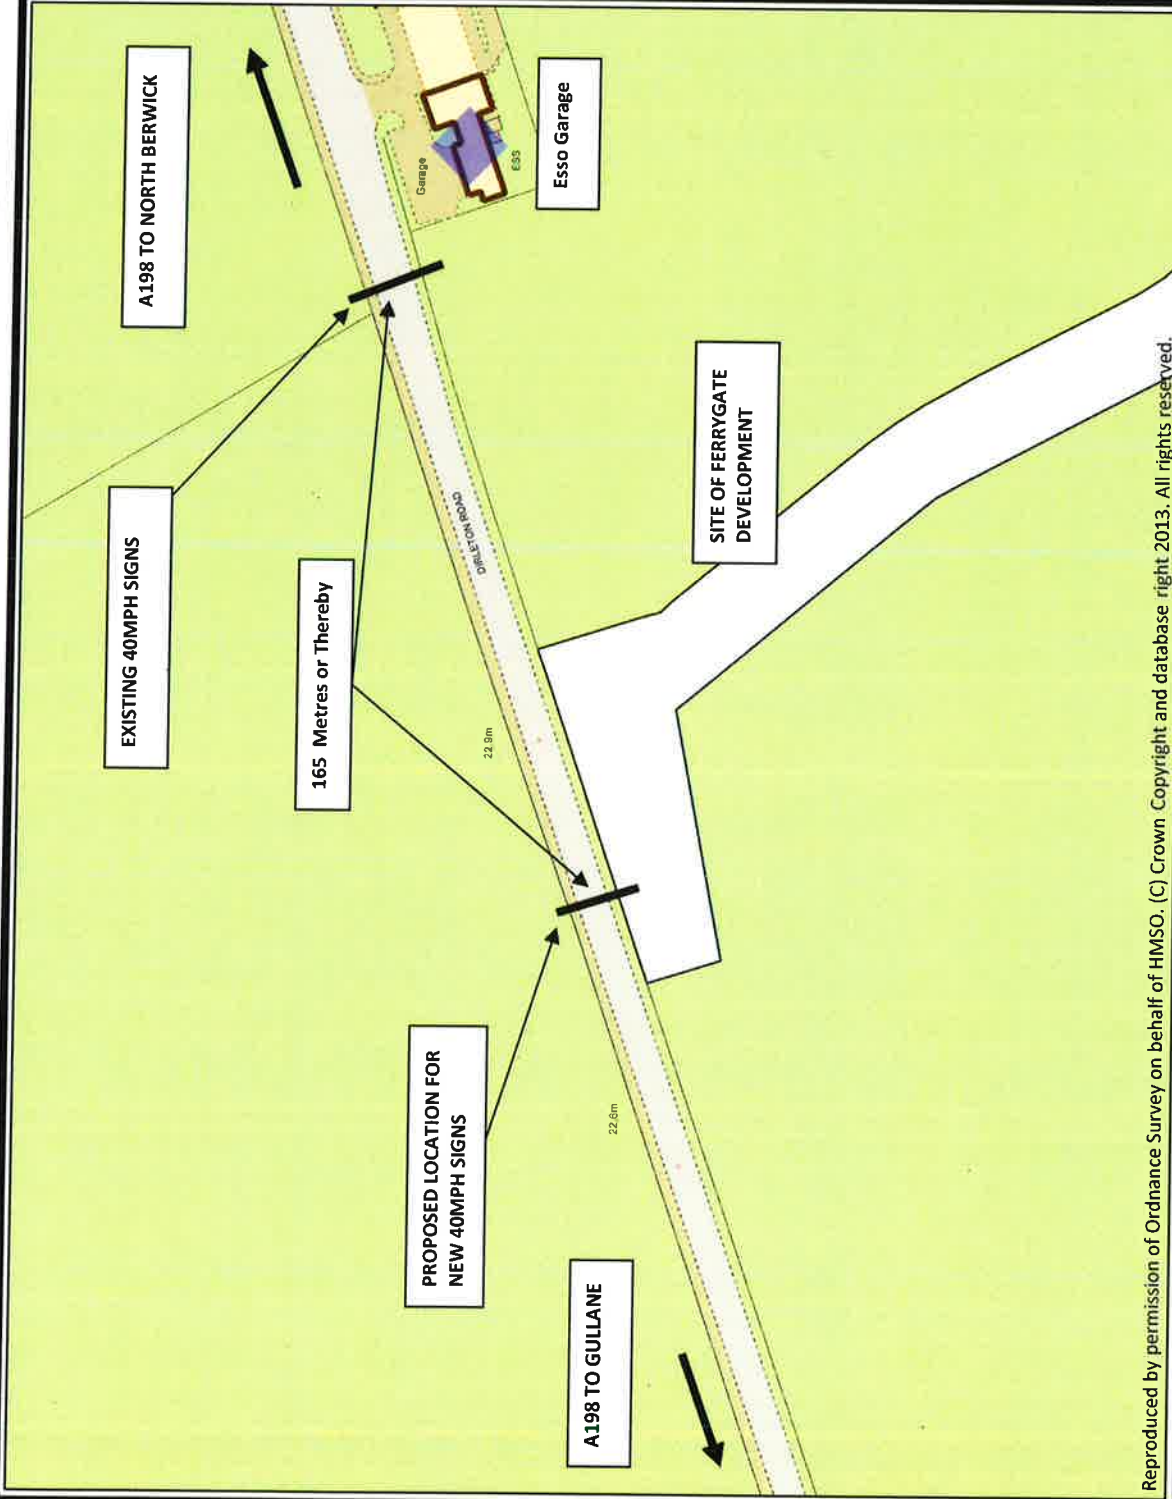 A198 TO NORTH BERWICK
EXISTING 40MPH SIGNS
165 Metres or Thereby
PROPOSED LOCATION FOR
NEW 40MPH SIGNS
A198 TO GULLANE
Garage
ESS
Esso Garage
DIRLETON ROAD
22.9m
22.6m
SITE OF FERRYGATE
DEVELOPMENT
Reproduced by permission of Ordnance Survey on behalf of HMSO. (C) Crown Copyright and database right 2013. All rights reserved.